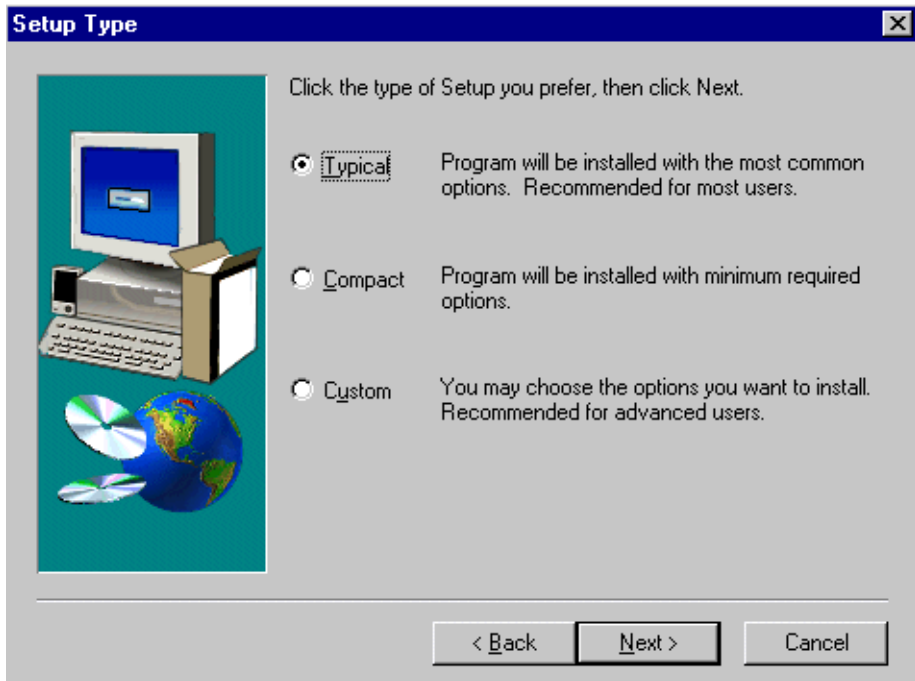 Setup Type
Click the type of Setup you prefer, then click Next.
Typical
Program will be installed with the most common
options.  Recommended for most users.
Compact
Program will be installed with minimum required
options.
Custom
You may choose the options you want to install.
Recommended for advanced users.
< Back
Next >
Cancel